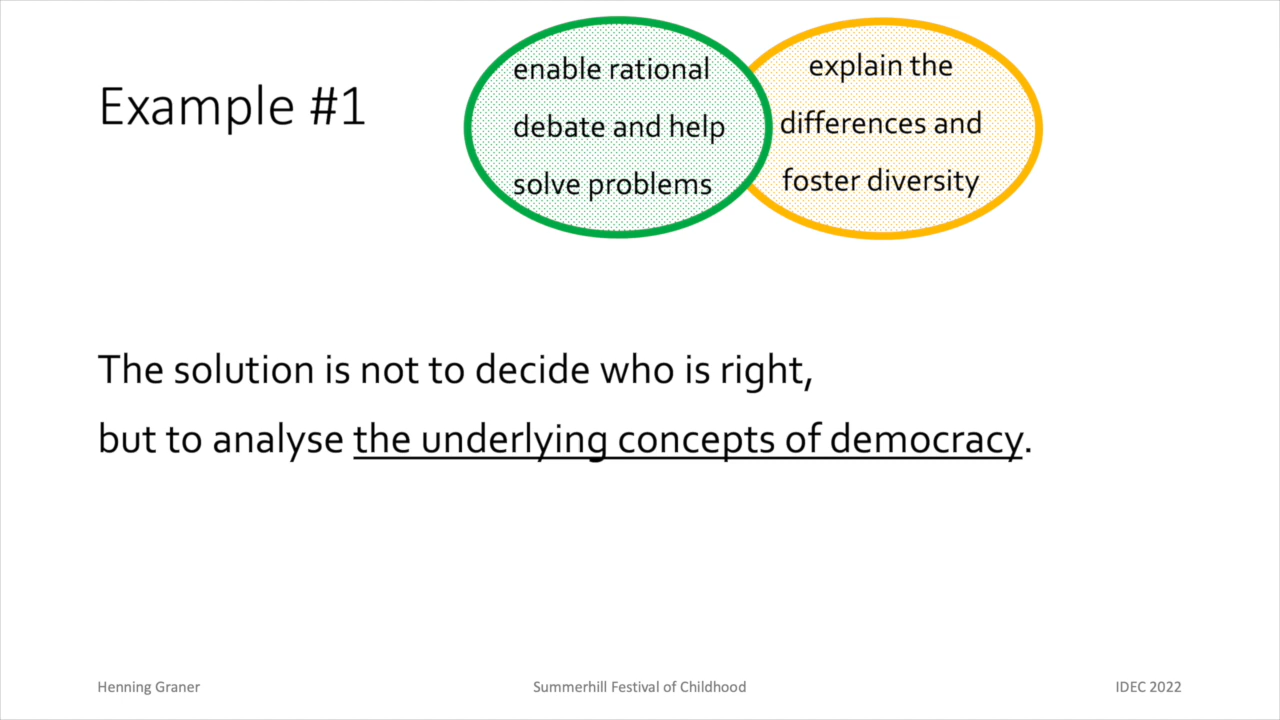 Example #1
enable rational
debate and help
solve problems
explain the
differences and
foster diversity
The solution is not to decide who is right,
but to analyse the underlying concepts of democracy.
Henning Graner
Summerhill Festival of Childhood
IDEC 2022